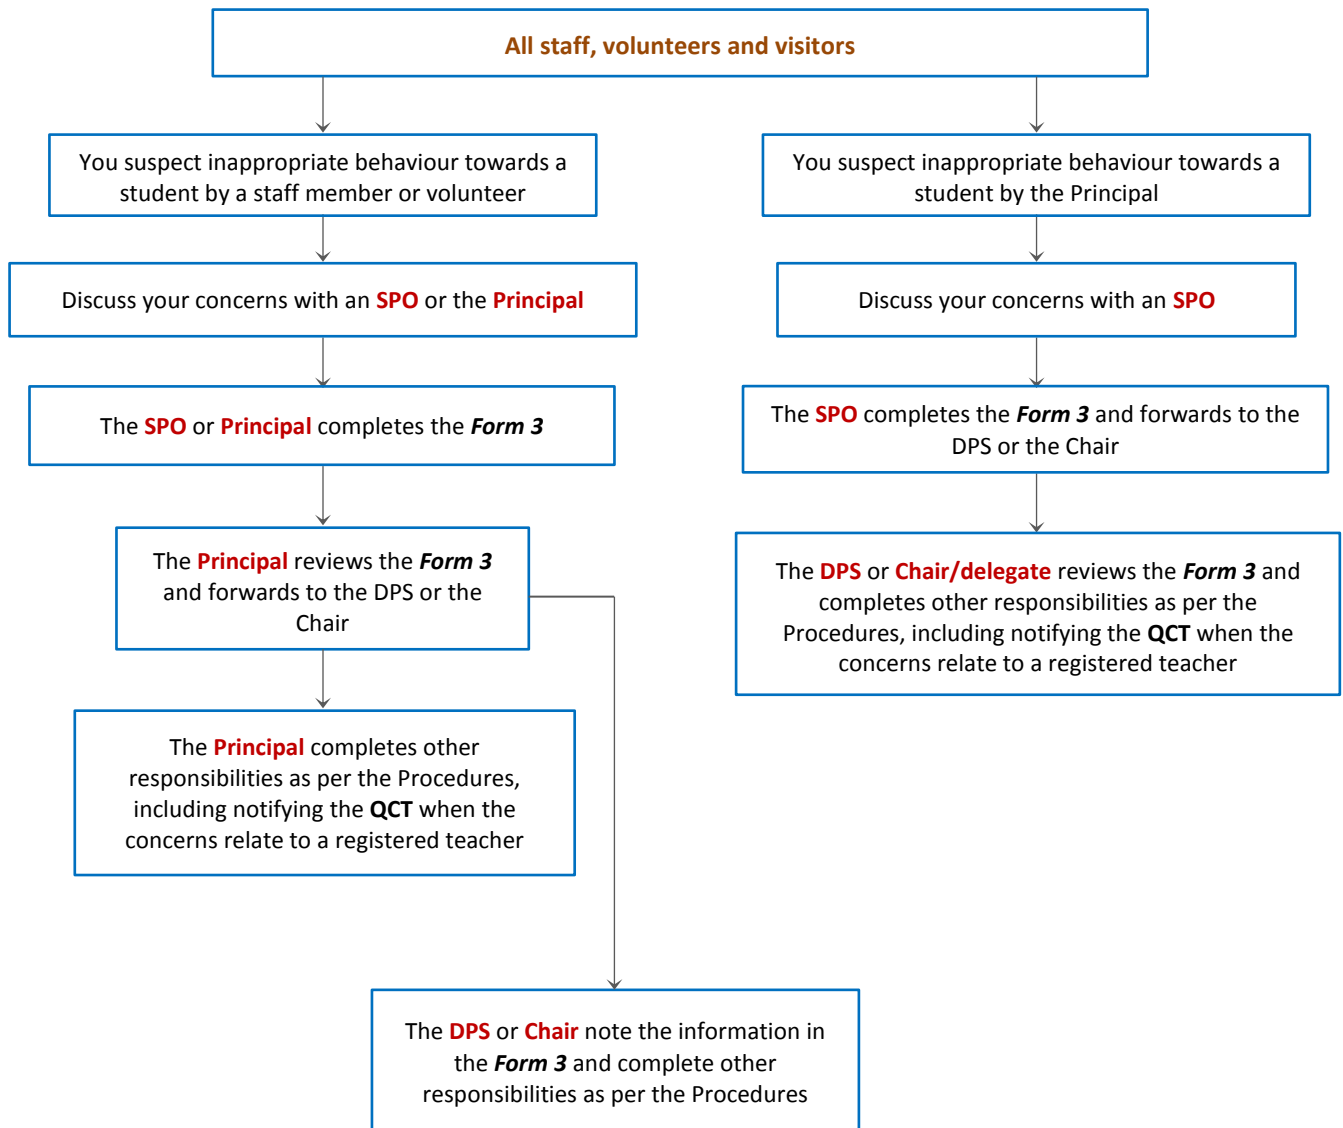 All staff, volunteers and visitors
You suspect inappropriate behaviour towards a
student by a staff member or volunteer
Discuss your concerns with an SPO or the Principal
The SPO or Principal completes the Form 3
The Principal reviews the Form 3
and forwards to the DPS or the
Chair
The Principal completes other
responsibilities as per the Procedures,
including notifying the QCT when the
concerns relate to a registered teacher
The DPS or Chair note the information in
the Form 3 and complete other
responsibilities as per the Procedures
You suspect inappropriate behaviour towards a
student by the Principal
Discuss your concerns with an SPO
The SPO completes the Form 3 and forwards to the
DPS or the Chair
The DPS or Chair/delegate reviews the Form 3 and
completes other responsibilities as per the
Procedures, including notifying the QCT when the
concerns relate to a registered teacher